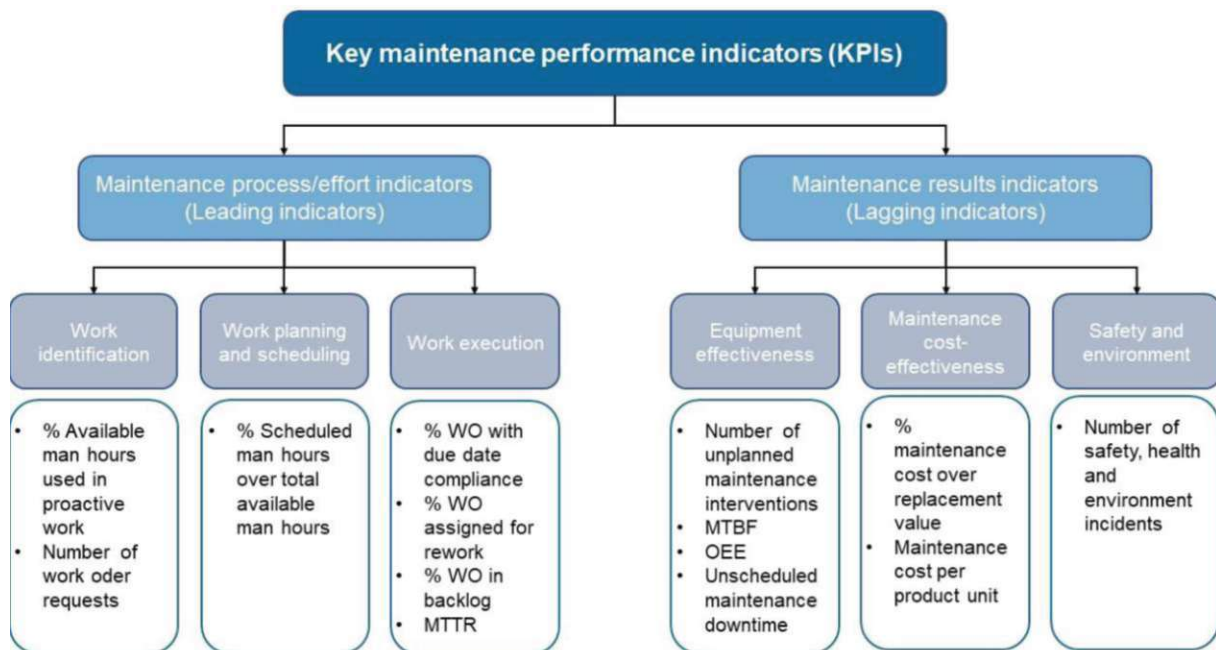 Key maintenance performance indicators (KPIs)
Maintenance process/effort indicators
(Leading indicators)
Maintenance results indicators
(Lagging indicators)
Work
identification
Work planning
and scheduling
Work execution
Equipment
effectiveness
Maintenance
cost-
effectiveness
Safety and
environment
• % Available
man hours
used in
proactive
work
• Number of
work oder
requests
• % Scheduled
man hours
over total
available
man hours
• % WO with
due date
compliance
• % WO
assigned for
rework
• % WO in
backlog
• MTTR
• Number of
unplanned
maintenance
interventions
• MTBF
• OEE
• Unscheduled
maintenance
downtime
• %
maintenance
cost over
replacement
value
• Maintenance
cost per
product unit
• Number of
safety, health
and
environment
incidents